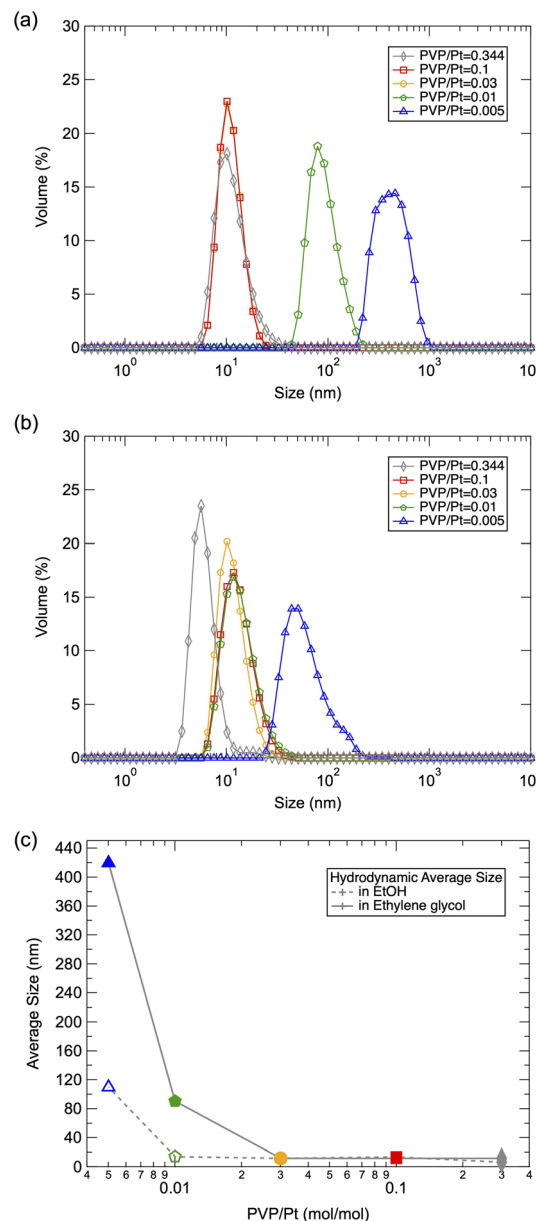 (a)
30
25
20
15
10
5
0
Volume (%)
PVP/Pt=0.344
PVP/Pt=0.1
PVP/Pt=0.03
PVP/Pt=0.01
PVP/Pt=0.005
10^0 10^1 10^2 10^3 10
Size (nm)
(b)
30
25
20
15
10
5
0
Volume (%)
PVP/Pt=0.344
PVP/Pt=0.1
PVP/Pt=0.03
PVP/Pt=0.01
PVP/Pt=0.005
10^0 10^1 10^2 10^3 10
Size (nm)
(c)
440
400
360
320
280
240
200
160
120
80
40
0
Average Size (nm)
Hydrodynamic Average Size
in EtOH
in Ethylene glycol
4 5 6 7 8 9 2 3 4 5 6 7 8 9 2 3 4
0.01 0.1
PVP/Pt (mol/mol)